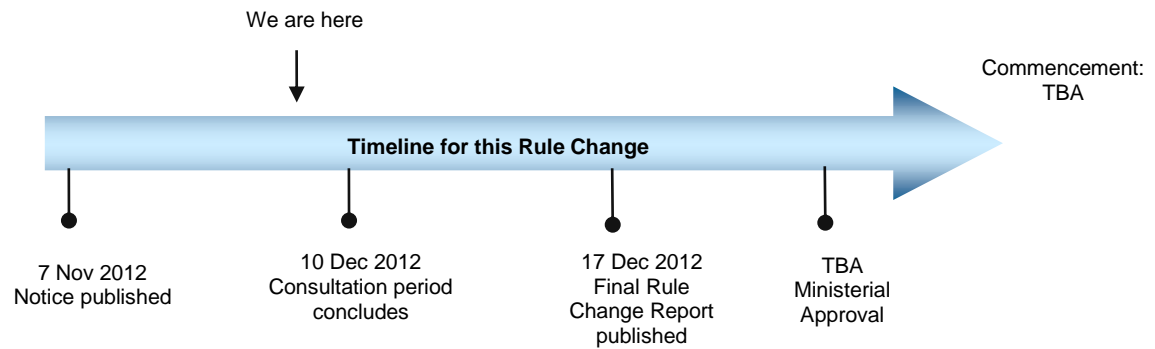 We are here
Commencement:
TBA
Timeline for this Rule Change
7 Nov 2012
Notice published
10 Dec 2012
Consultation period
concludes
17 Dec 2012
Final Rule
Change Report
published
TBA
Ministerial
Approval